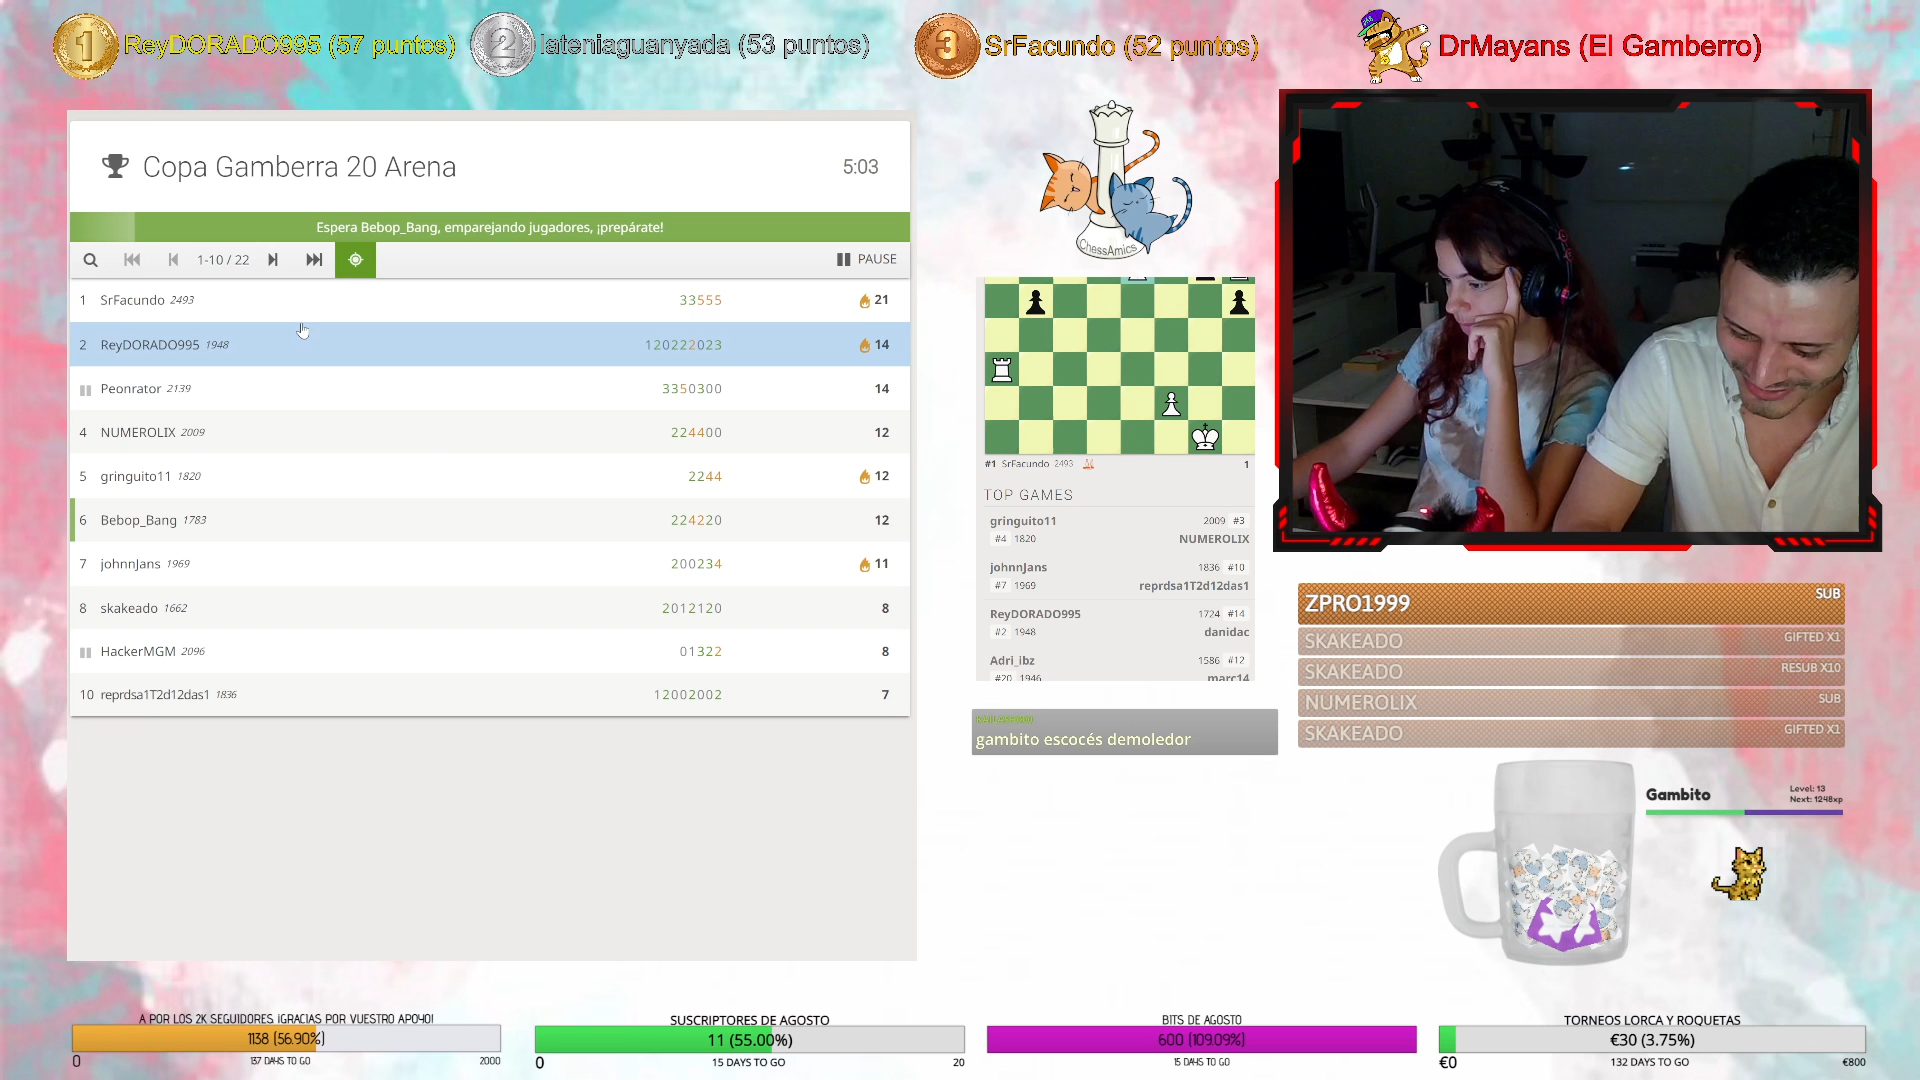 ReyDORADO995 (57 puntos)
lateniaguanyada (53 puntos)
SrFacundo (52 puntos)
DrMayans (El Gamberro)
Copa Gamberra 20 Arena
5:03
Espera Bebop_Bang, emparejando jugadores, ¡prepárate!
1-10 / 22
PAUSE
1 SrFacundo 2493 33555 21
2 ReyDORADO995 1948 120222023 14
Peonrator 2139 3350300 14
4 NUMEROLIX 2009 224400 12
5 gringuito11 1820 2244 12
6 Bebop_Bang 1783 224220 12
7 johnnJans 1969 200234 11
8 skakeado 1662 2012120 8
HackerMGM 2096 01322 8
10 reprdsa1T2d12das1 1836 12002002 7
ChessAmics
#1 SrFacundo 2493 1
TOP GAMES
gringuito11 2009 #3
#4 1820 NUMEROLIX
johnnJans 1836 #10
#7 1969 reprdsa1T2d12das1
ReyDORADO995 1724 #14
#2 1948 danidac
Adri_ibz 1586 #12
#20 1946 marc14
gambito escocés demoledor
ZPRO1999 SUB
SKAKEADO GIFTED X1
SKAKEADO RESUB X10
NUMEROLIX SUB
SKAKEADO GIFTED X1
Gambito
Level: 13
Next: 1248xp
A POR LOS 2K SEGUIDORES ¡GRACIAS POR VUESTRO APOYO!
1138 (56.90%)
0 137 DAYS TO GO 2000
SUSCRIPTORES DE AGOSTO
11 (55.00%)
0 15 DAYS TO GO 20
BITS DE AGOSTO
600 (109.09%)
15 DAYS TO GO
TORNEOS LORCA Y ROQUETAS
€30 (3.75%)
€0 132 DAYS TO GO €800